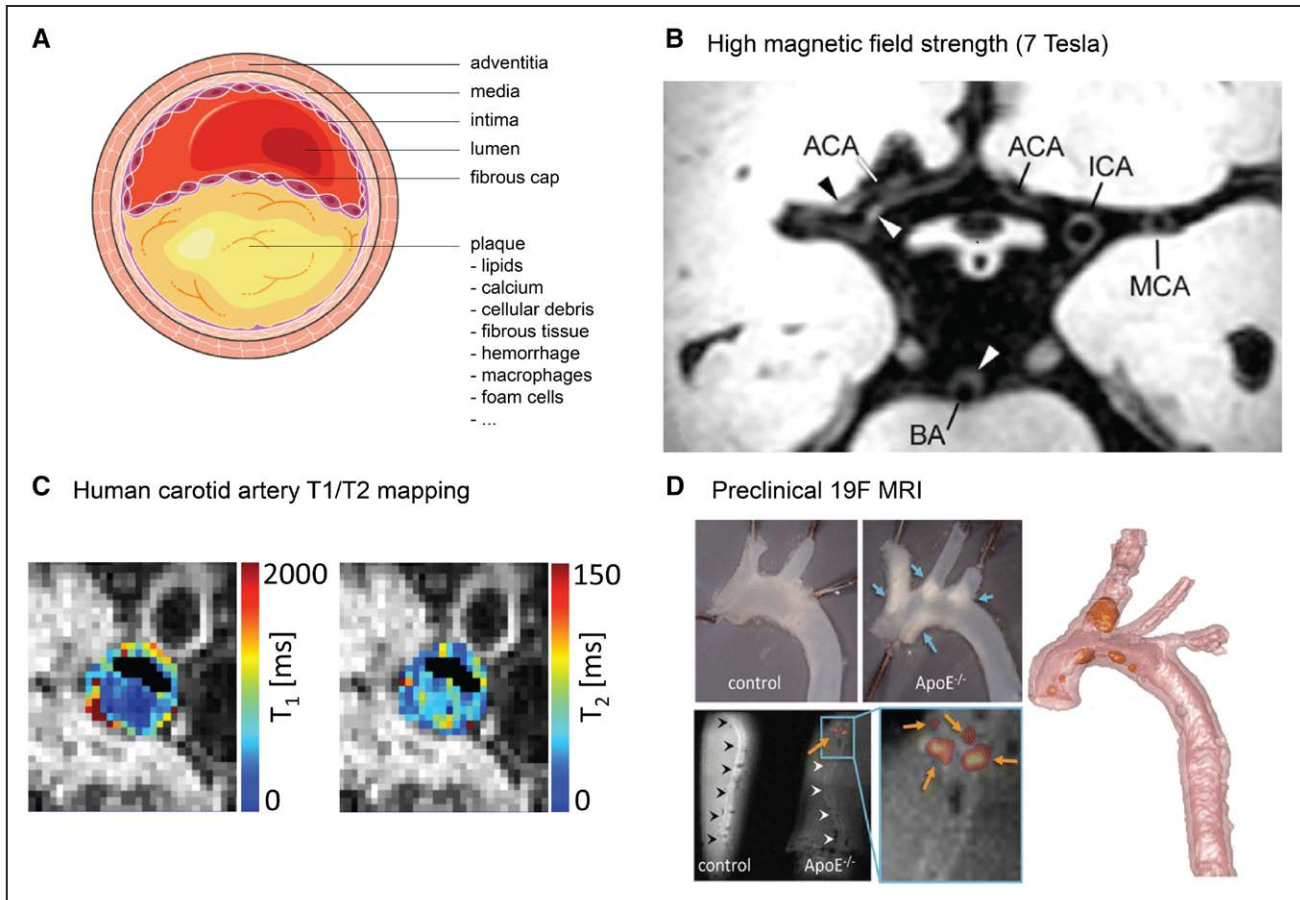 A
adventitia
media
intima
lumen
fibrous cap
plaque
- lipids
- calcium
- cellular debris
- fibrous tissue
- hemorrhage
- macrophages
- foam cells
- ...
B High magnetic field strength (7 Tesla)
ACA
ACA
ICA
MCA
BA
C Human carotid artery T1/T2 mapping
2000
T1 [ms]
0
150
T2 [ms]
0
D Preclinical 19F MRI
control
ApoE-/-
control
ApoE-/-